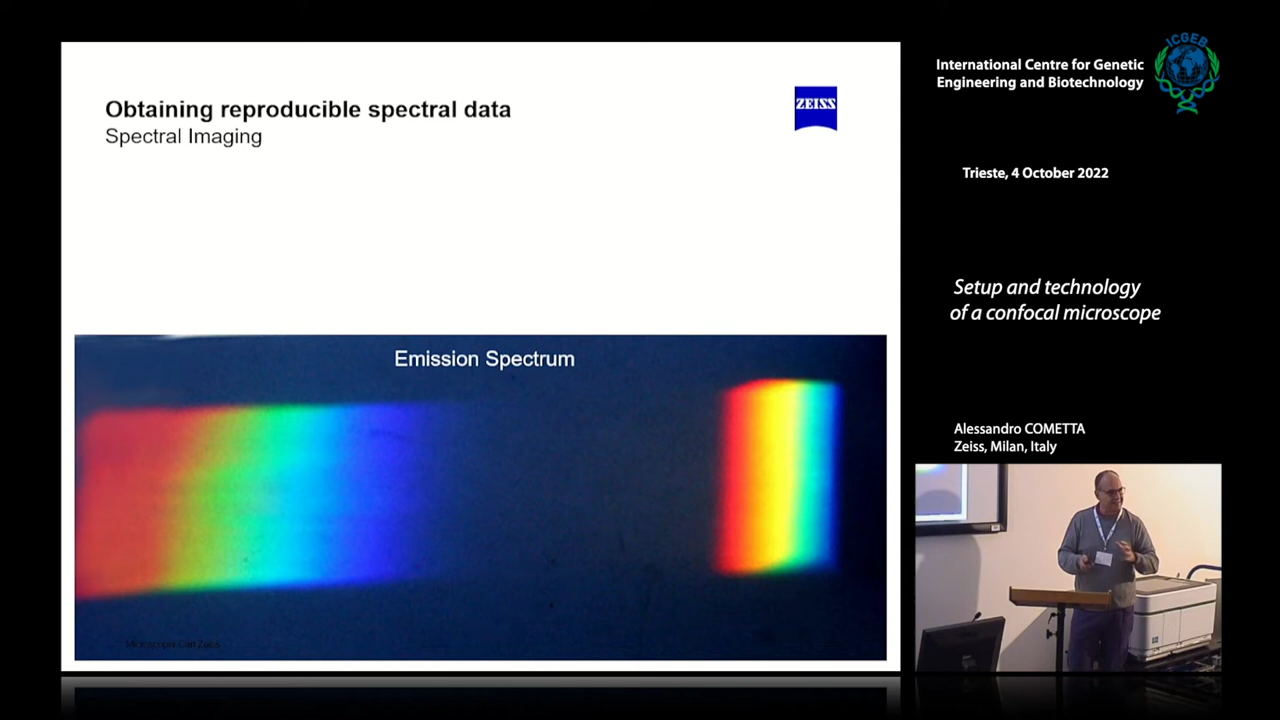 Obtaining reproducible spectral data
Spectral Imaging
ZEISS
Emission Spectrum
International Centre for Genetic
Engineering and Biotechnology
ICGEB
Trieste, 4 October 2022
Setup and technology
of a confocal microscope
Alessandro COMETTA
Zeiss, Milan, Italy